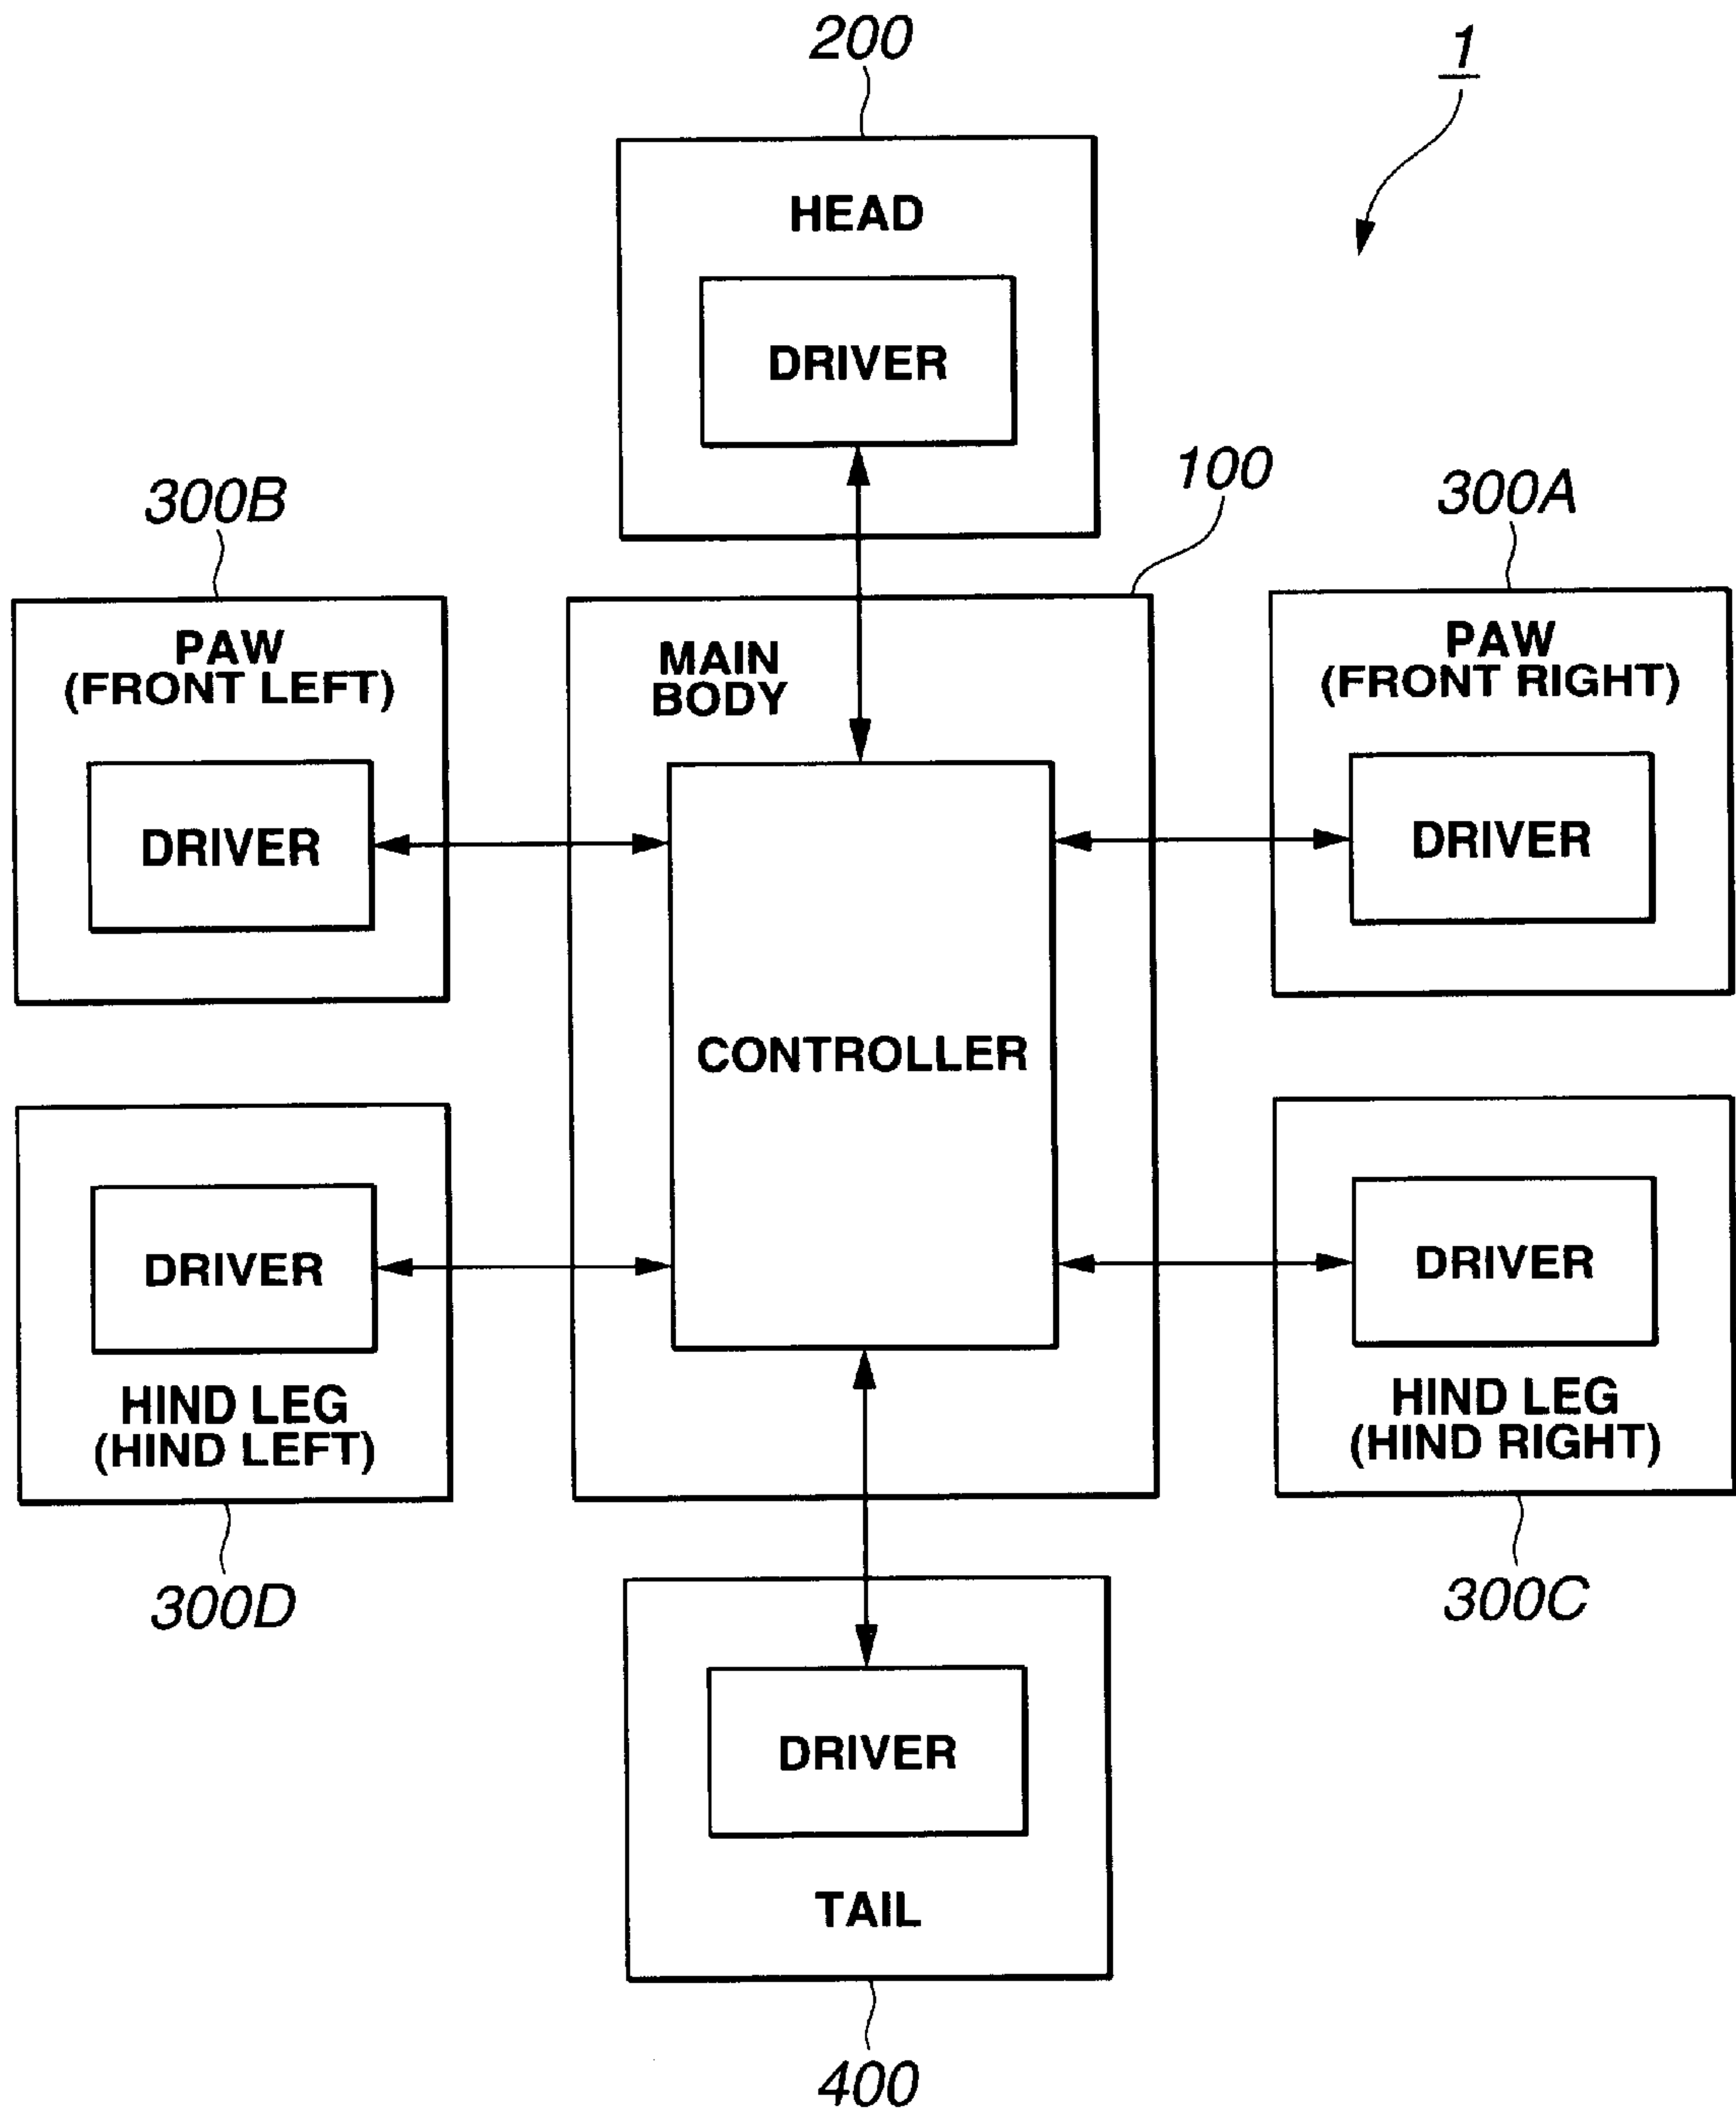 200
1
HEAD
DRIVER
100
300B
300A
PAW
(FRONT LEFT)
MAIN
BODY
PAW
(FRONT RIGHT)
DRIVER
DRIVER
CONTROLLER
DRIVER
DRIVER
HIND LEG
(HIND LEFT)
HIND LEG
(HIND RIGHT)
300D
300C
DRIVER
TAIL
400